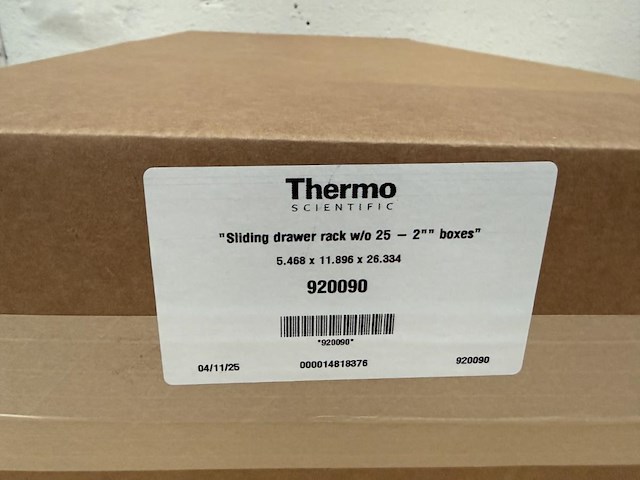 Thermo
SCIENTIFIC
"Sliding drawer rack w/o 25 – 2"" boxes"
5.468 x 11.896 x 26.334
920090
*920090*
04/11/25 000014818376 920090